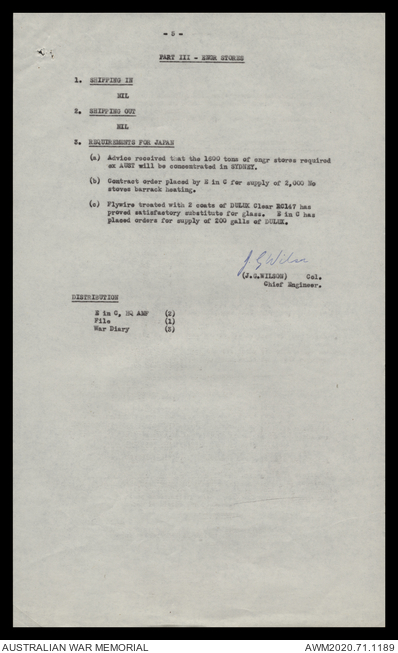 - 5 -
PART III - ENGR STORES
1. SHIPPING IN
NIL
2. SHIPPING OUT
NIL
3. REQUIREMENTS FOR JAPAN
(a) Advice received that the 1600 tons of engr stores required
ex AUST will be concentrated in SYDNEY.
(b) Contract order placed by E in C for supply of 2,000 No
stoves barrack heating.
(c) Flywire treated with 2 coats of DULUX Clear EC147 has
proved satisfactory substitute for glass. E in C has
placed orders for supply of 200 galls of DULUX.
J G Wilson
(J.G.WILSON) Col.
Chief Engineer.
DISTRIBUTION
E in C, HQ AMF (2)
File (1)
War Diary (3)
AUSTRALIAN WAR MEMORIAL
AWM2020.71.1189